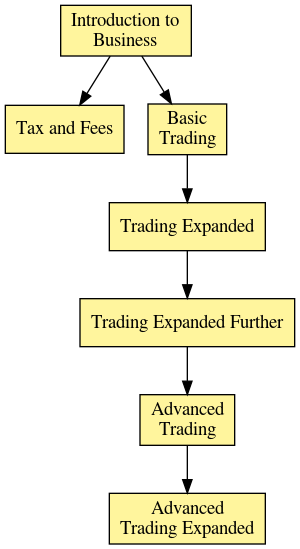 Introduction to
Business
Tax and Fees
Basic
Trading
Trading Expanded
Trading Expanded Further
Advanced
Trading
Advanced
Trading Expanded